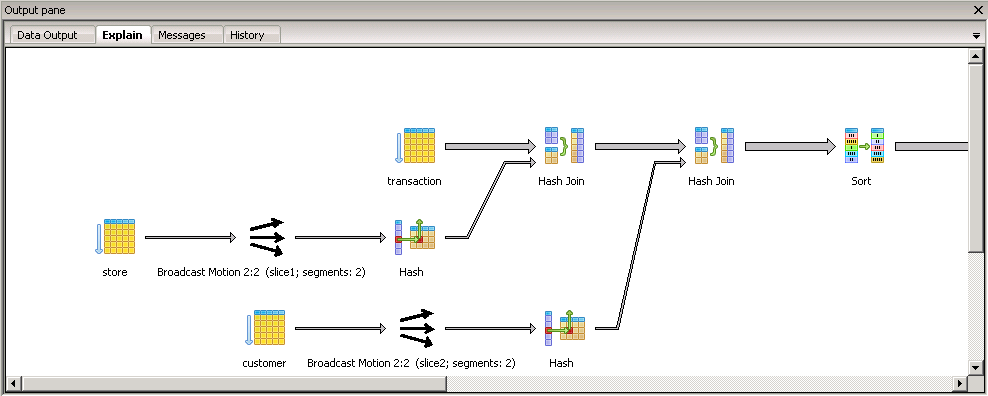 Output pane
Data Output
Explain
Messages
History
transaction
Hash Join
Hash Join
Sort
store
Broadcast Motion 2:2 (slice1; segments: 2)
Hash
customer
Broadcast Motion 2:2 (slice2; segments: 2)
Hash